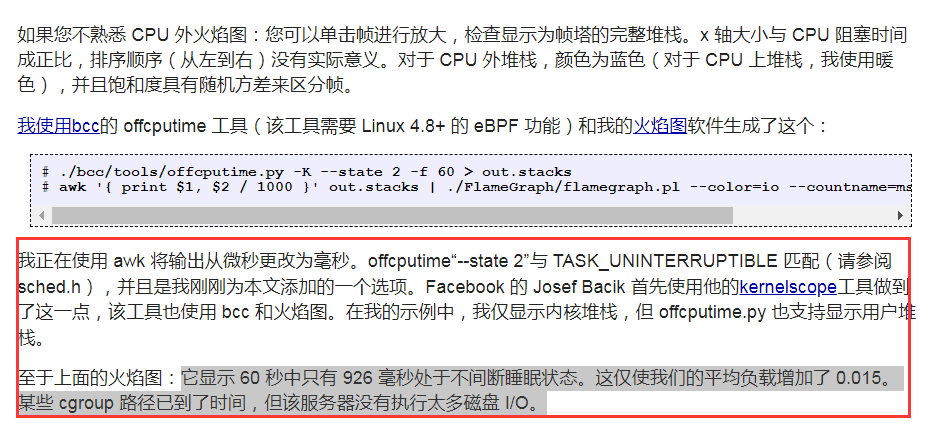 如果您不熟悉 CPU 外火焰图：您可以单击帧进行放大，检查显示为帧塔的完整堆栈。x 轴大小与 CPU 阻塞时间
成正比，排序顺序（从左到右）没有实际意义。对于 CPU 外堆栈，颜色为蓝色（对于 CPU 上堆栈，我使用暖
色），并且饱和度具有随机方差来区分帧。
我使用bcc的 offcputime 工具（该工具需要 Linux 4.8+ 的 eBPF 功能）和我的火焰图软件生成了这个：
# ./bcc/tools/offcputime.py -K --state 2 -f 60 > out.stacks
# awk '{ print $1, $2 / 1000 }' out.stacks | ./FlameGraph/flamegraph.pl --color=io --countname=ms
我正在使用 awk 将输出从微秒更改为毫秒。offcputime“--state 2”与 TASK_UNINTERRUPTIBLE 匹配（请参阅
sched.h），并且是我刚刚为本文添加的一个选项。Facebook 的 Josef Bacik 首先使用他的kernelscope工具做到
了这一点，该工具也使用 bcc 和火焰图。在我的示例中，我仅显示内核堆栈，但 offcputime.py 也支持显示用户堆
栈。
至于上面的火焰图：它显示 60 秒中只有 926 毫秒处于不间断睡眠状态。这仅使我们的平均负载增加了 0.015。
某些 cgroup 路径已到了时间，但该服务器没有执行太多磁盘 I/O。